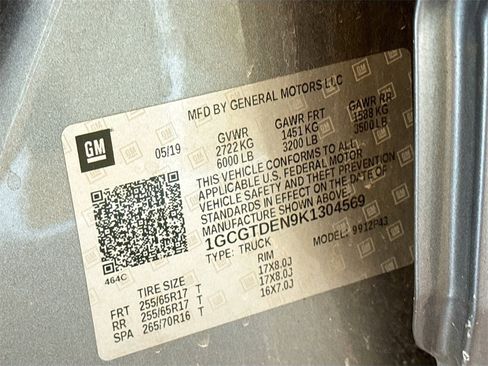 MFD BY GENERAL MOTORS LLC
GM
05/19
GVWR GAWR FRT GAWR RR
2722 KG 1451 KG 1588 KG
6000 LB 3200 LB 3500 LB
THIS VEHICLE CONFORMS TO ALL
APPLICABLE U.S. FEDERAL MOTOR
VEHICLE SAFETY AND THEFT PREVENTION
STANDARDS IN EFFECT ON THE DATE OF
MANUFACTURE SHOWN ABOVE.
1GCGTDEN9K1304569
TYPE: TRUCK MODEL: 9912P43
464C
TIRE SIZE RIM
FRT 255/65R17 T 17X8.0J
RR 255/65R17 T 17X8.0J
SPA 265/70R16 T 16X7.0J